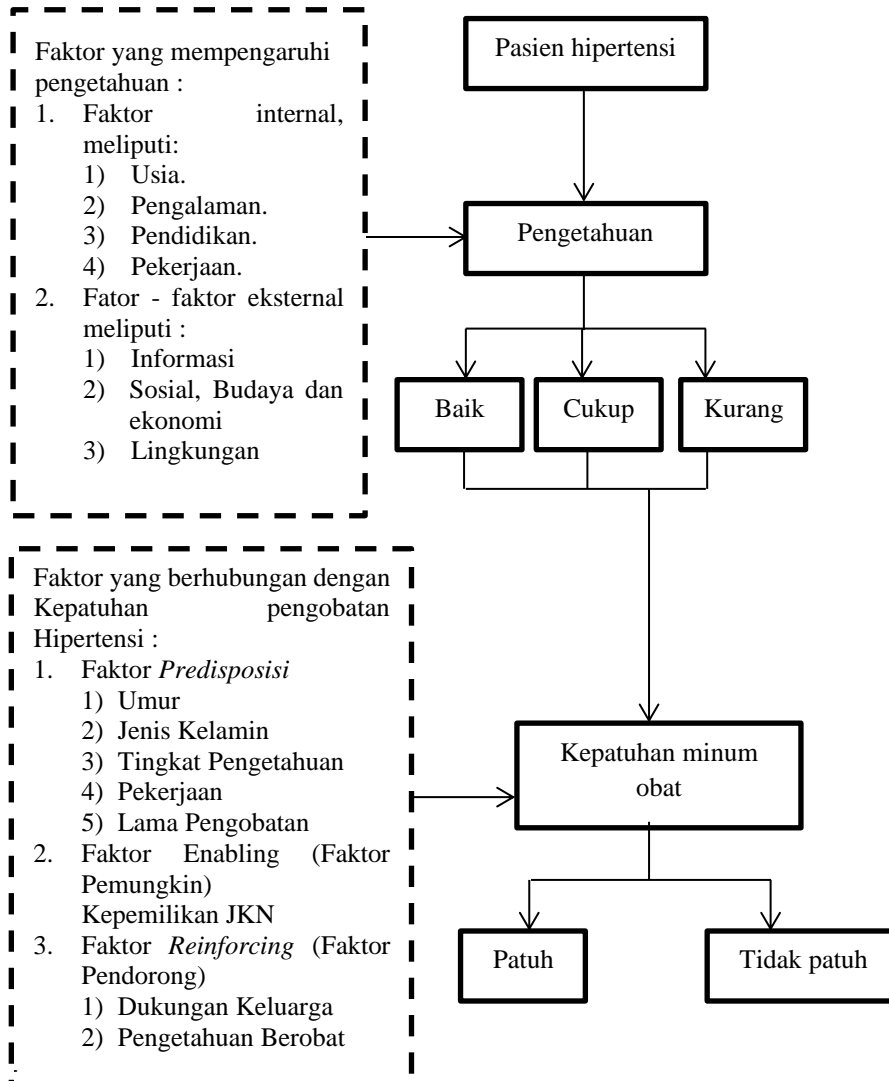 Faktor yang mempengaruhi
pengetahuan :
1. Faktor internal,
meliputi:
1) Usia.
2) Pengalaman.
3) Pendidikan.
4) Pekerjaan.
2. Fator - faktor eksternal
meliputi :
1) Informasi
2) Sosial, Budaya dan
ekonomi
3) Lingkungan
Pasien hipertensi
Pengetahuan
Baik
Cukup
Kurang
Faktor yang berhubungan dengan
Kepatuhan pengobatan
Hipertensi :
1. Faktor Predisposisi
1) Umur
2) Jenis Kelamin
3) Tingkat Pengetahuan
4) Pekerjaan
5) Lama Pengobatan
2. Faktor Enabling (Faktor
Pemungkin)
Kepemilikan JKN
3. Faktor Reinforcing (Faktor
Pendorong)
1) Dukungan Keluarga
2) Pengetahuan Berobat
.
Kepatuhan minum
obat
Patuh
Tidak patuh